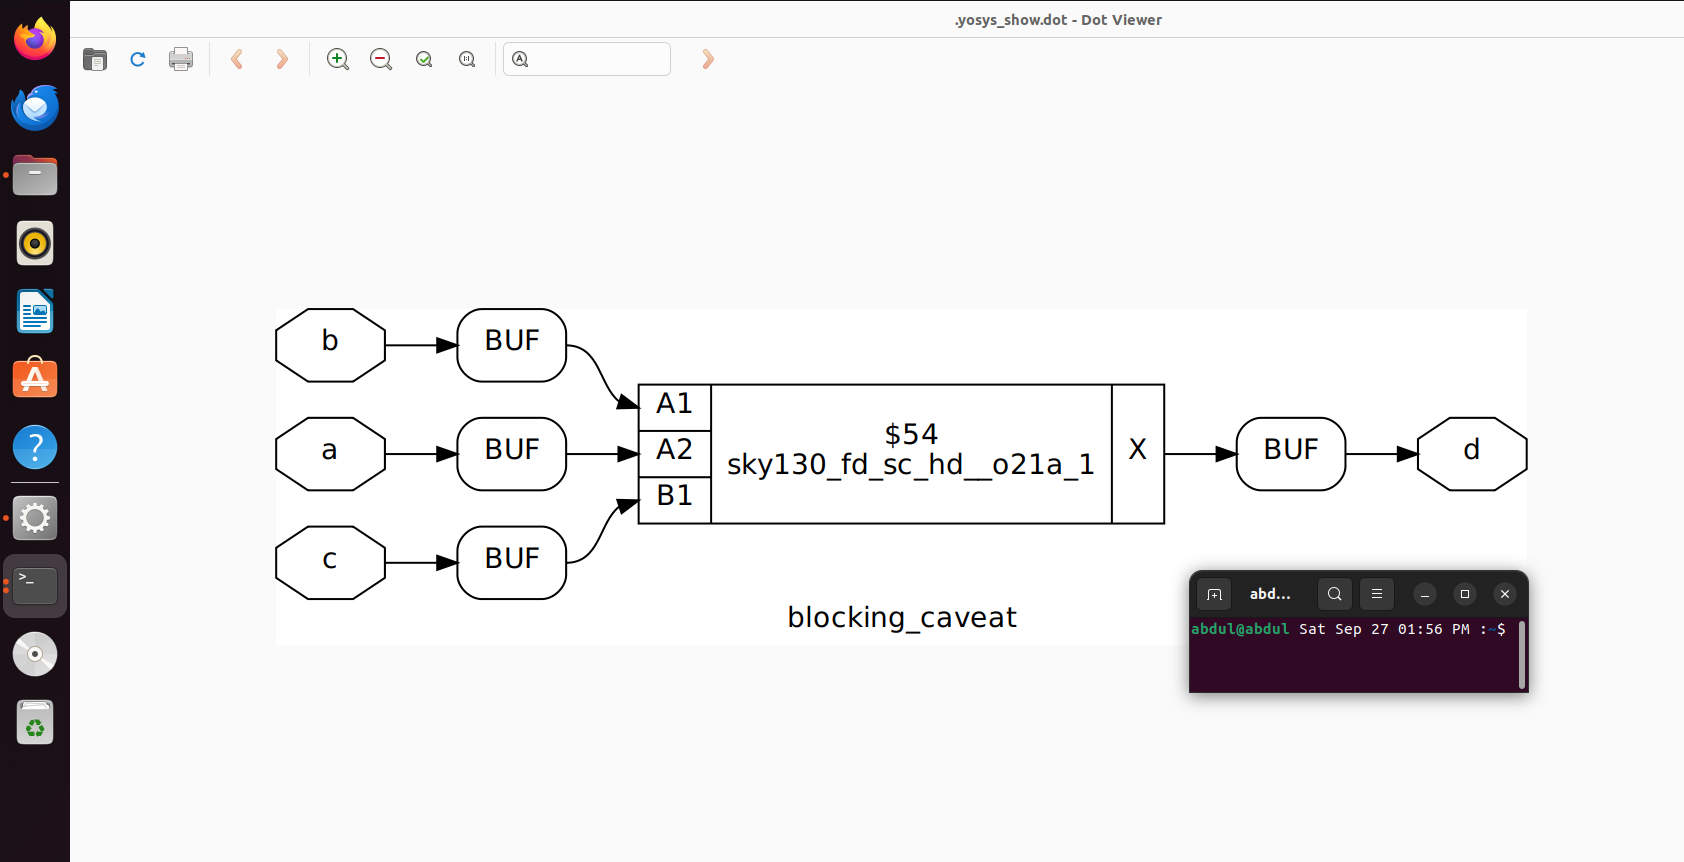 .yosys_show.dot - Dot Viewer
b
BUF
a
BUF
c
BUF
A1
A2
B1
$54
sky130_fd_sc_hd__o21a_1
X
BUF
d
blocking_caveat
abd...
abdul@abdul Sat Sep 27 01:56 PM :~$